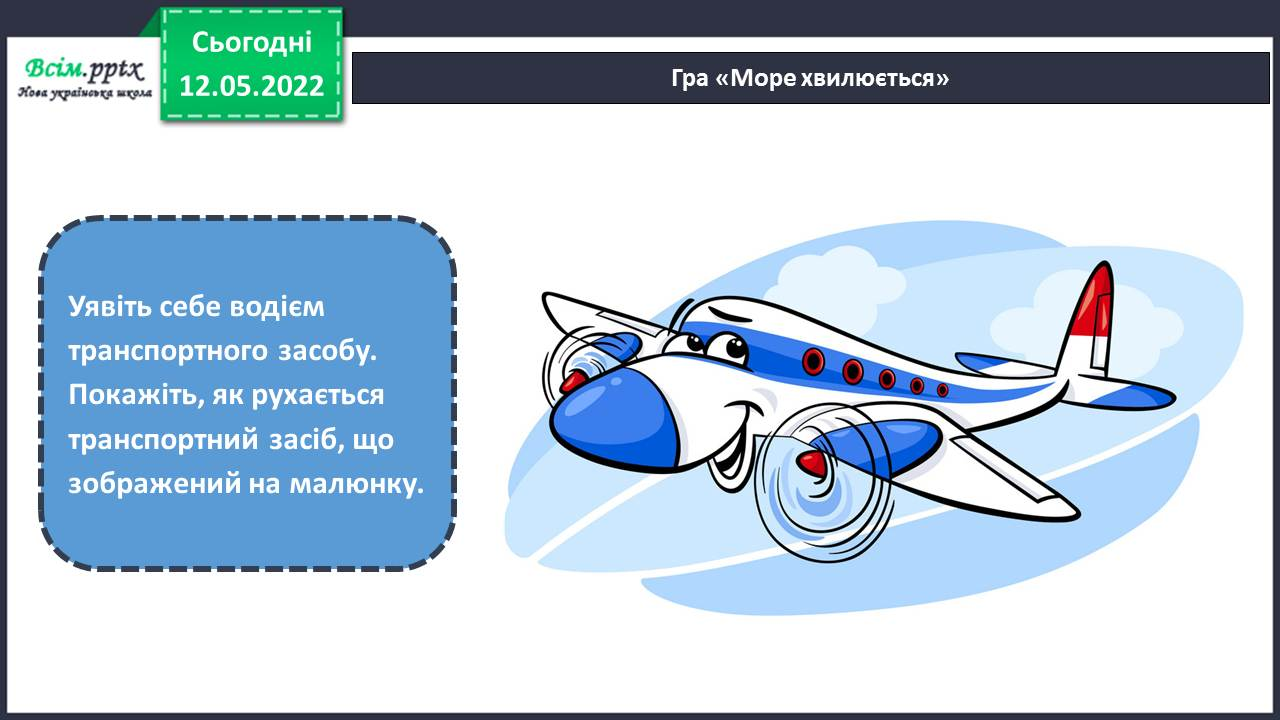 Всім.pptx
Нова українська школа
Сьогодні
12.05.2022
Гра «Море хвилюється»
Уявіть себе водієм
транспортного засобу.
Покажіть, як рухається
транспортний засіб, що
зображений на малюнку.